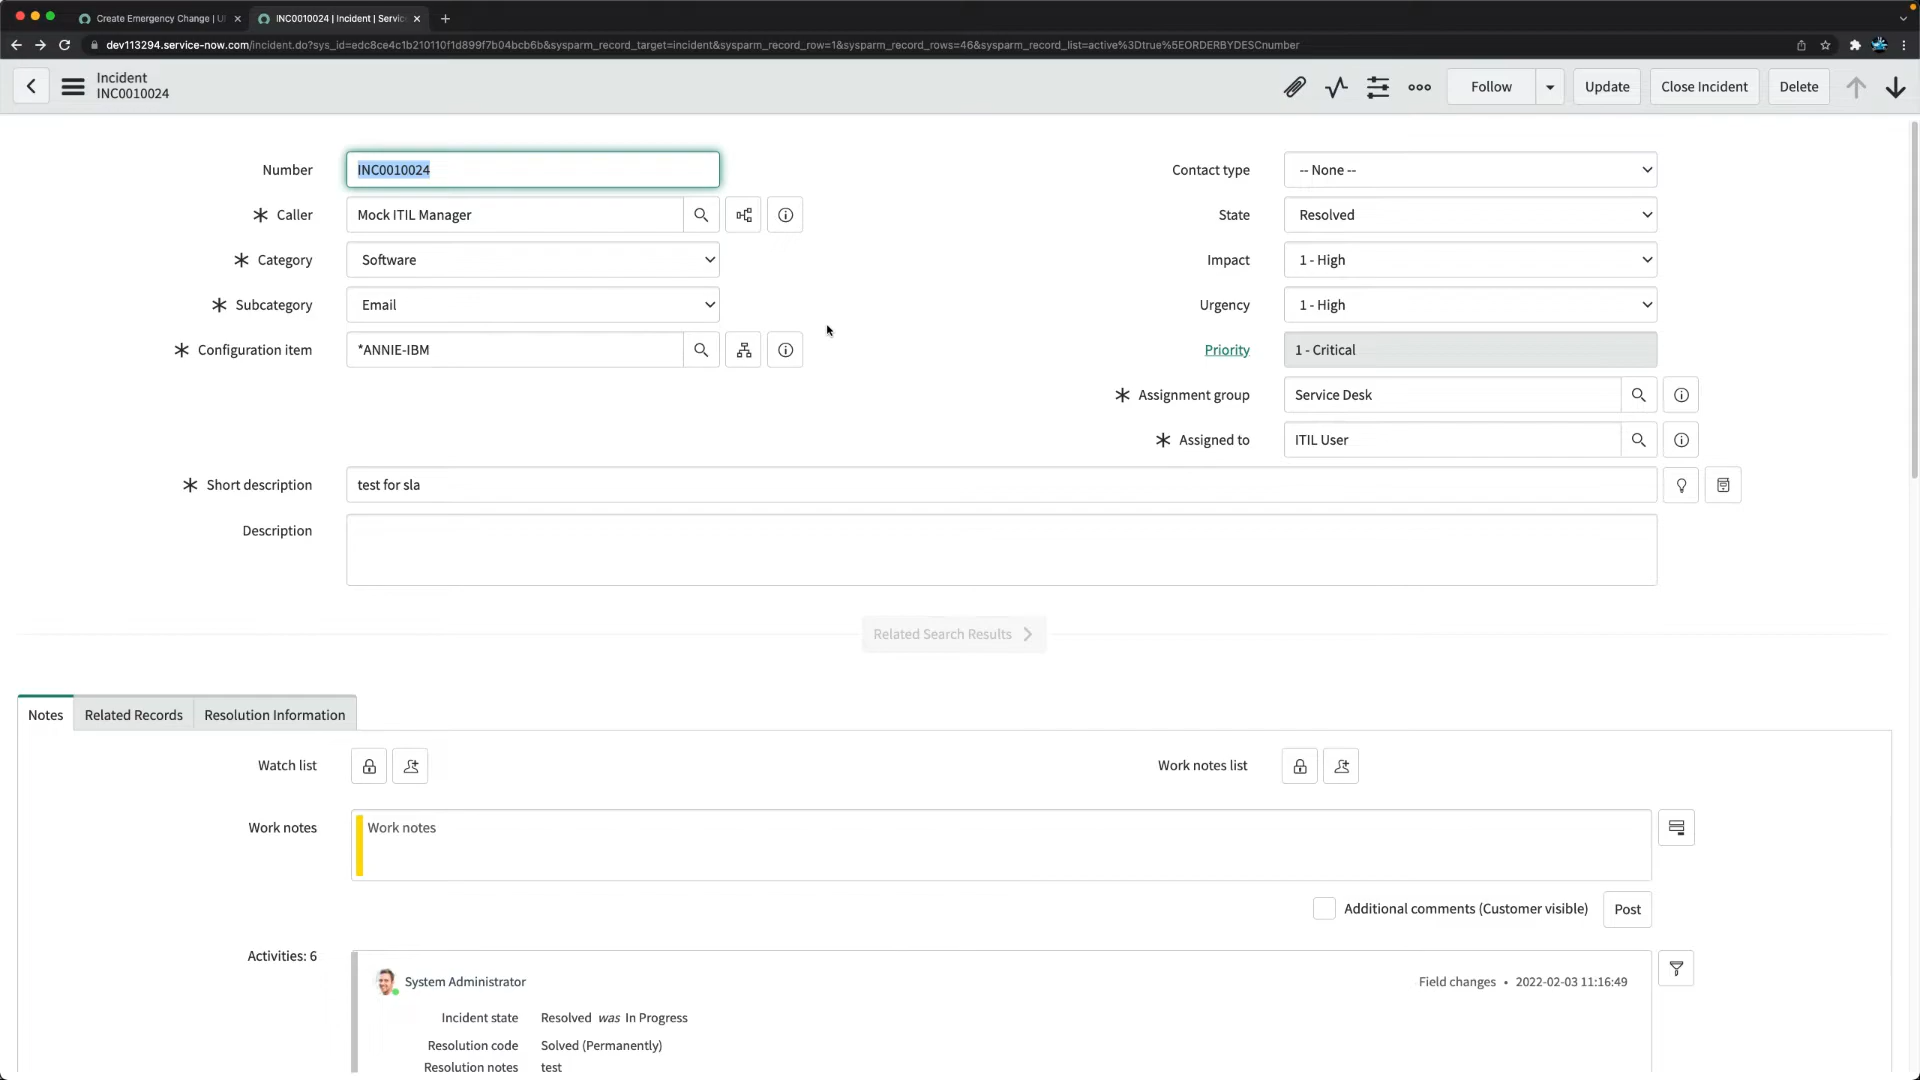 Create Emergency Change | U
INC0010024 | Incident | Servic
dev113294.service-now.com/incident.do?sys_id=edc8ce4c1b210110f1d899f7b04bcb6b&sysparm_record_target=incident&sysparm_record_row=1&sysparm_record_rows=46&sysparm_record_list=active%3Dtrue%5EORDERBYDESCnumber
Incident
INC0010024
Follow
Update
Close Incident
Delete
Number
INC0010024
Contact type
-- None --
Caller
Mock ITIL Manager
State
Resolved
Category
Software
Impact
1 - High
Subcategory
Email
Urgency
1 - High
Configuration item
*ANNIE-IBM
Priority
1 - Critical
Assignment group
Service Desk
Assigned to
ITIL User
Short description
test for sla
Description
Related Search Results
Notes
Related Records
Resolution Information
Watch list
Work notes list
Work notes
Work notes
Additional comments (Customer visible)
Post
Activities: 6
System Administrator
Field changes • 2022-02-03 11:16:49
Incident state Resolved was In Progress
Resolution code Solved (Permanently)
Resolution notes test